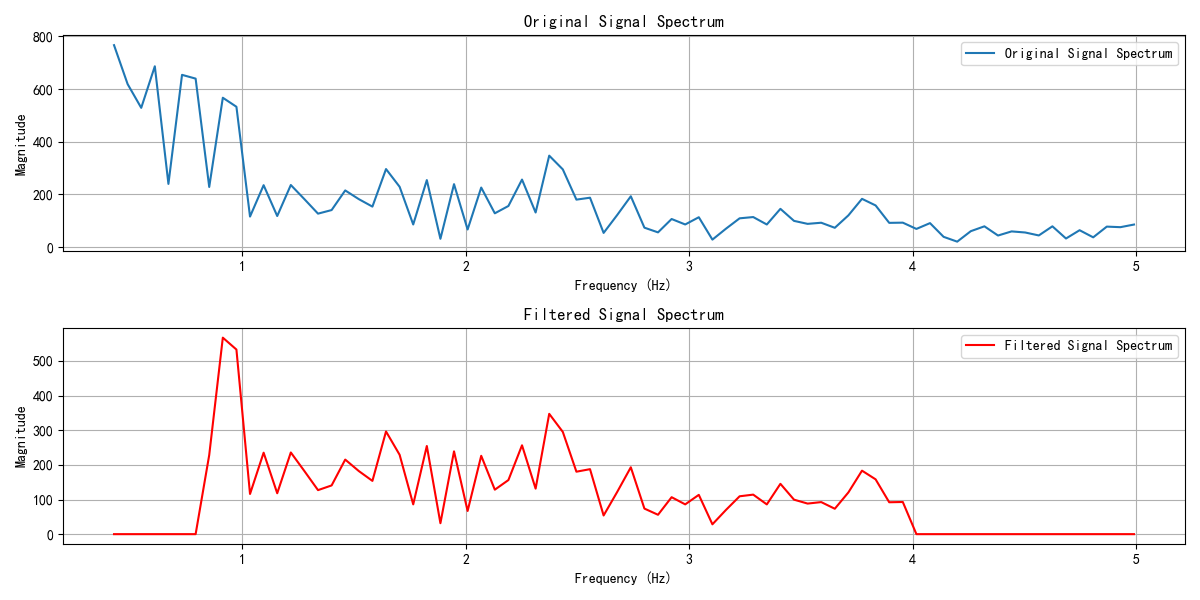 Original Signal Spectrum
Original Signal Spectrum
800
600
400
200
0
Magnitude
1 2 3 4 5
Frequency (Hz)
Filtered Signal Spectrum
Filtered Signal Spectrum
500
400
300
200
100
0
Magnitude
1 2 3 4 5
Frequency (Hz)